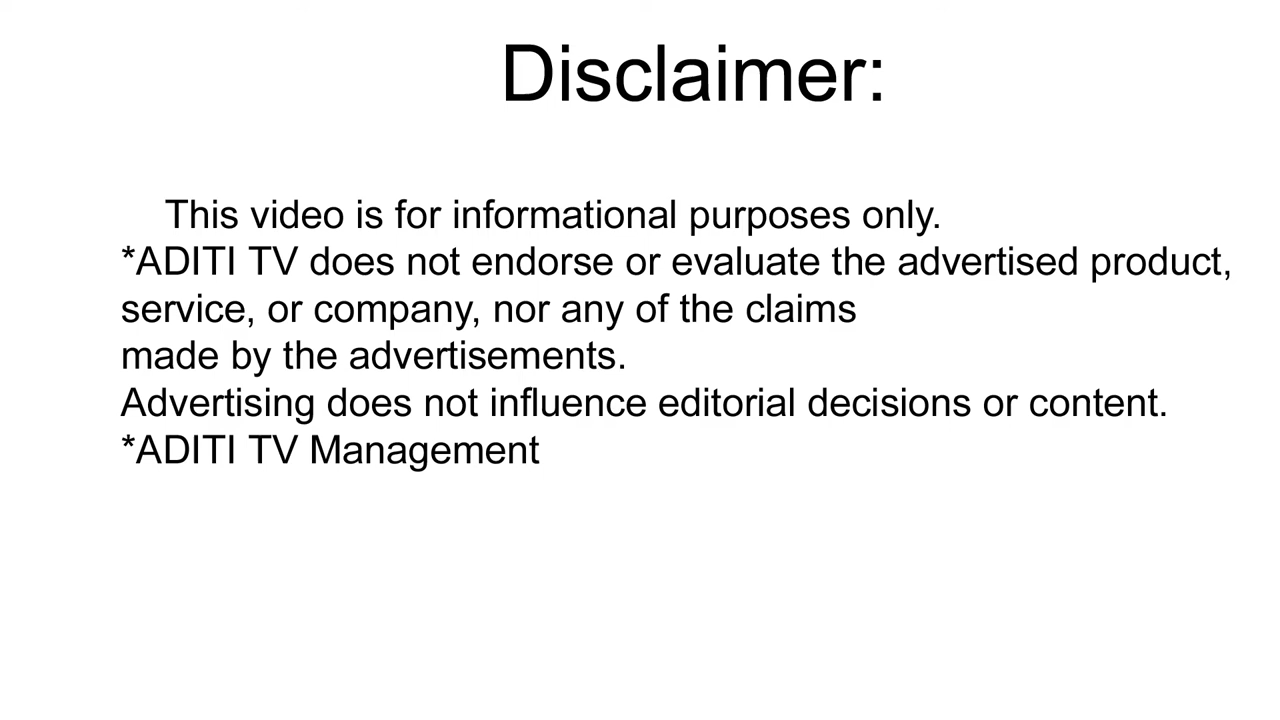 Disclaimer:
This video is for informational purposes only.
*ADITI TV does not endorse or evaluate the advertised product,
service, or company, nor any of the claims
made by the advertisements.
Advertising does not influence editorial decisions or content.
*ADITI TV Management